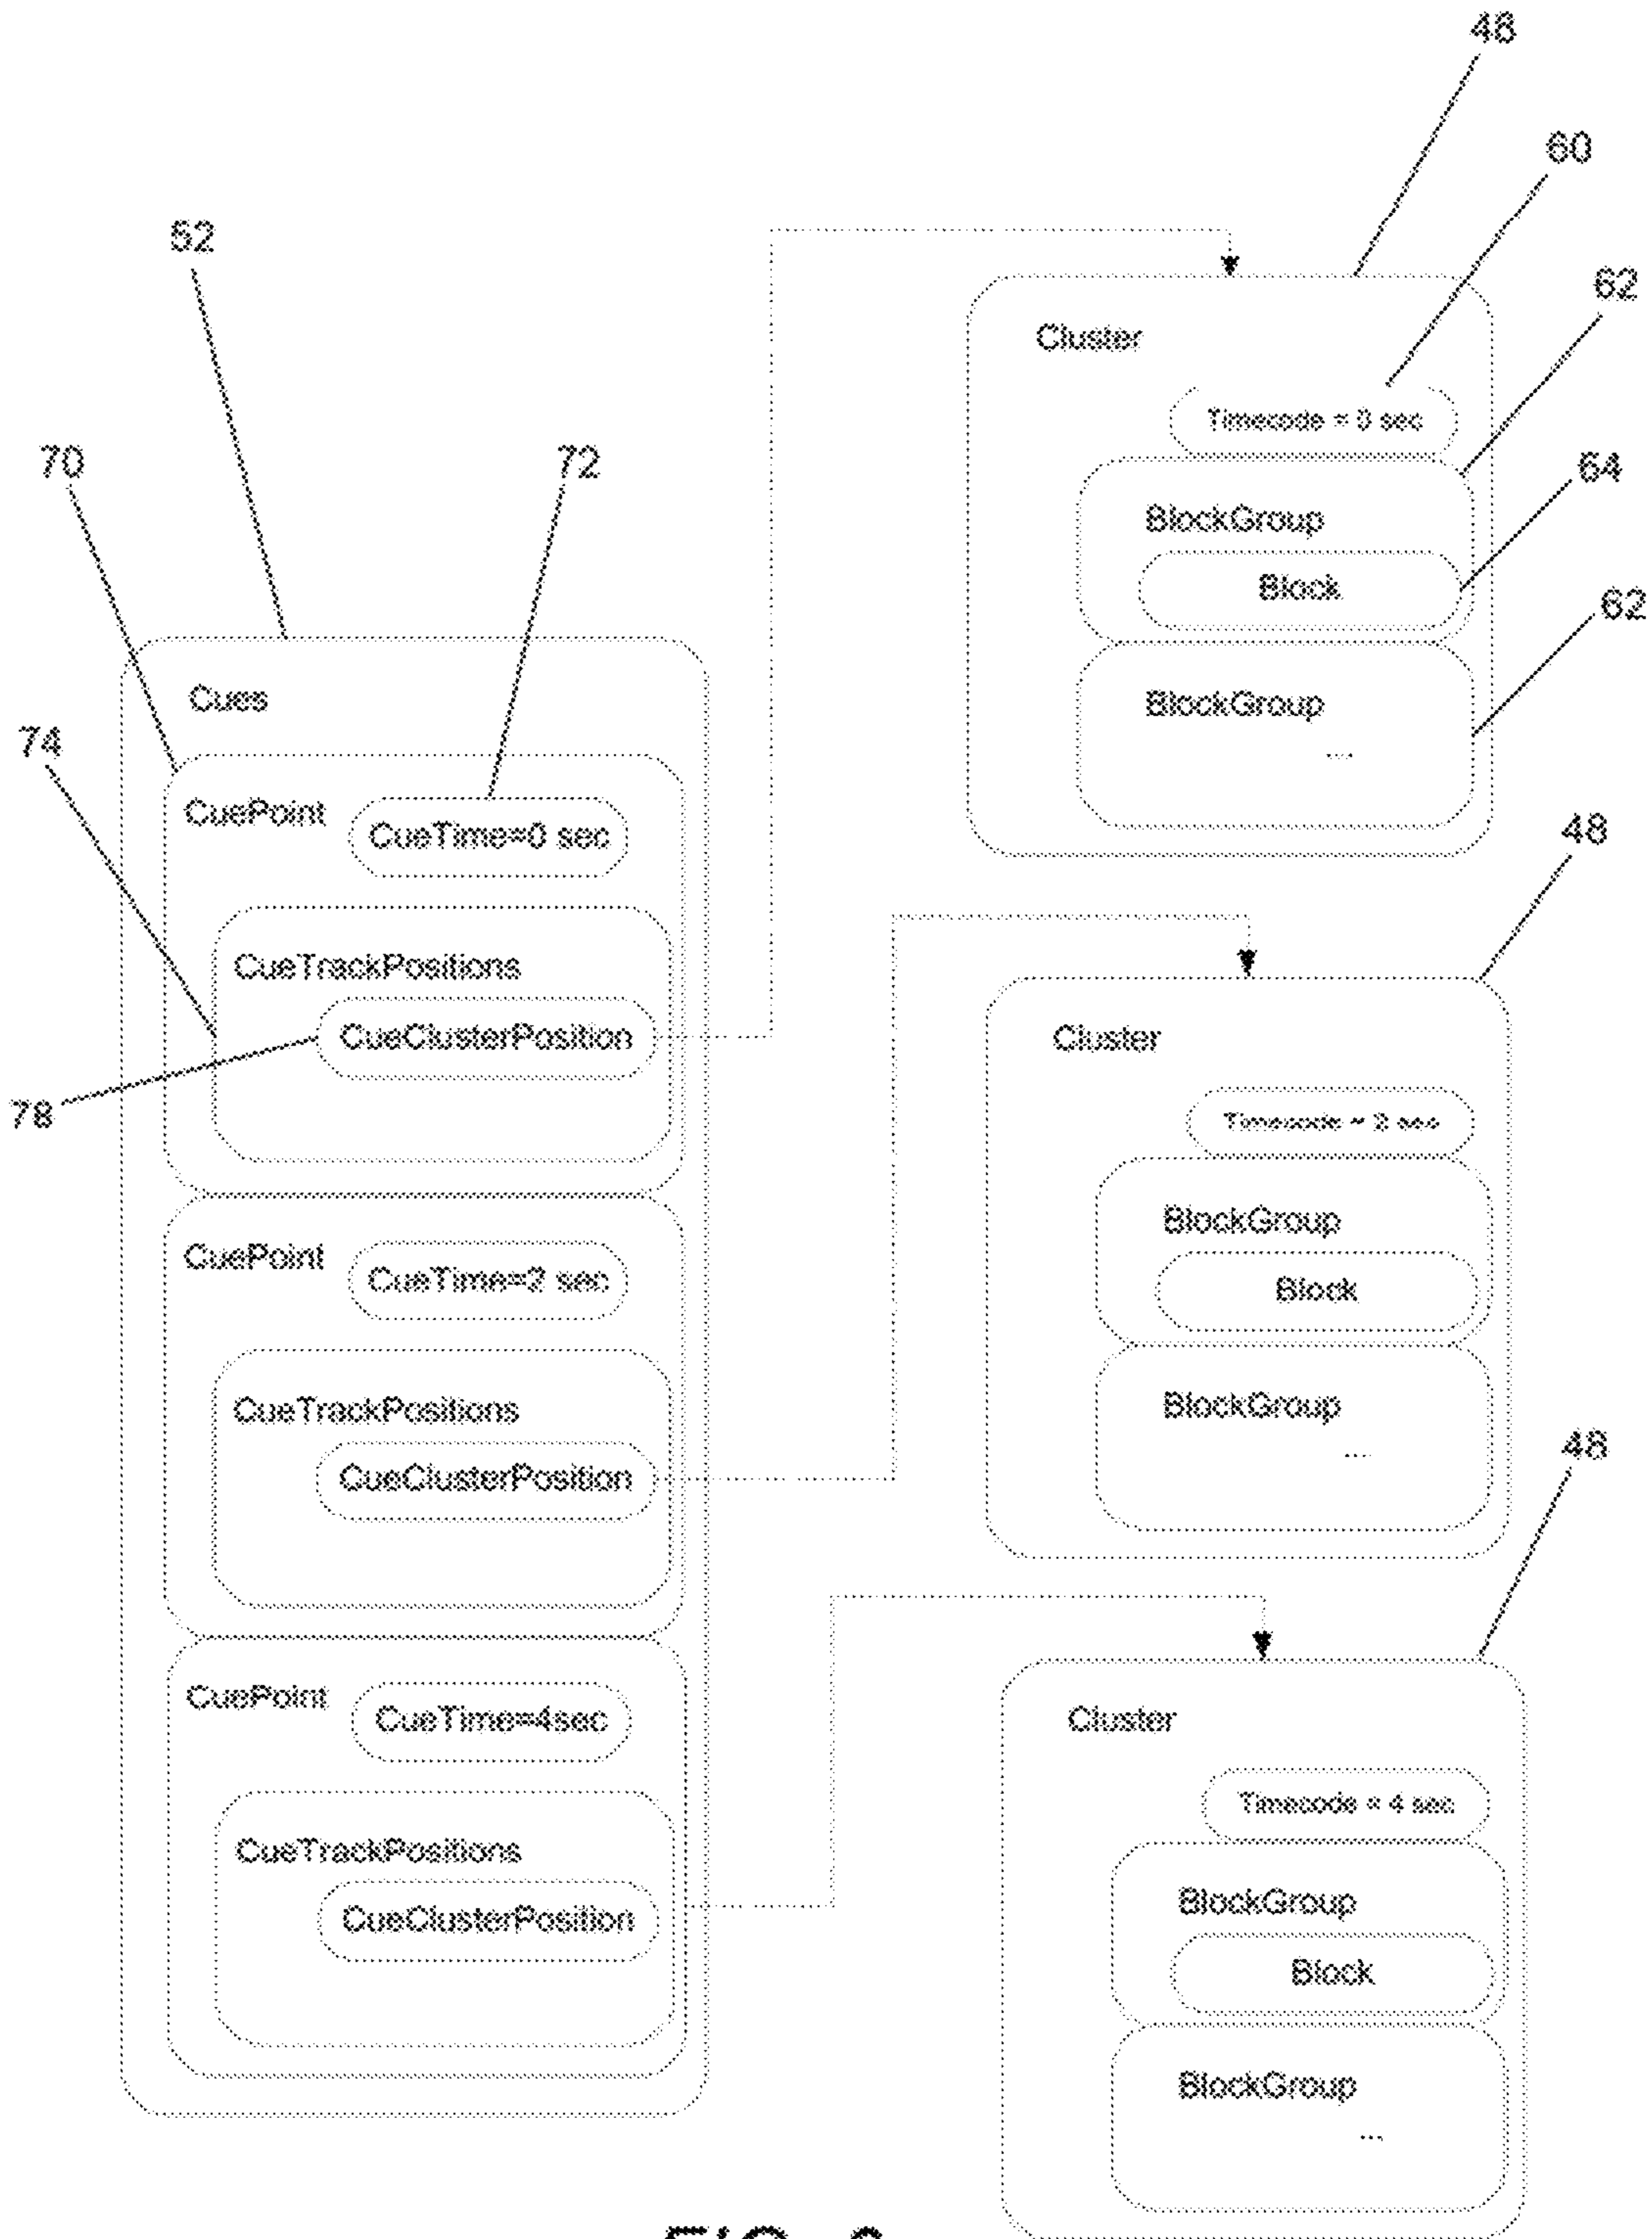 48
60
52
62
Cluster
Timecode = 0 sec
70
72
64
BlockGroup
Block
62
Cues
BlockGroup
...
74
CuePoint
CueTime=0 sec
48
CueTrackPositions
CueClusterPosition
Cluster
78
Timecode = 2 sec
BlockGroup
CuePoint
CueTime=2 sec
Block
CueTrackPositions
BlockGroup
...
48
CueClusterPosition
CuePoint
CueTime=4sec
Cluster
Timecode = 4 sec
CueTrackPositions
BlockGroup
CueClusterPosition
Block
BlockGroup
...